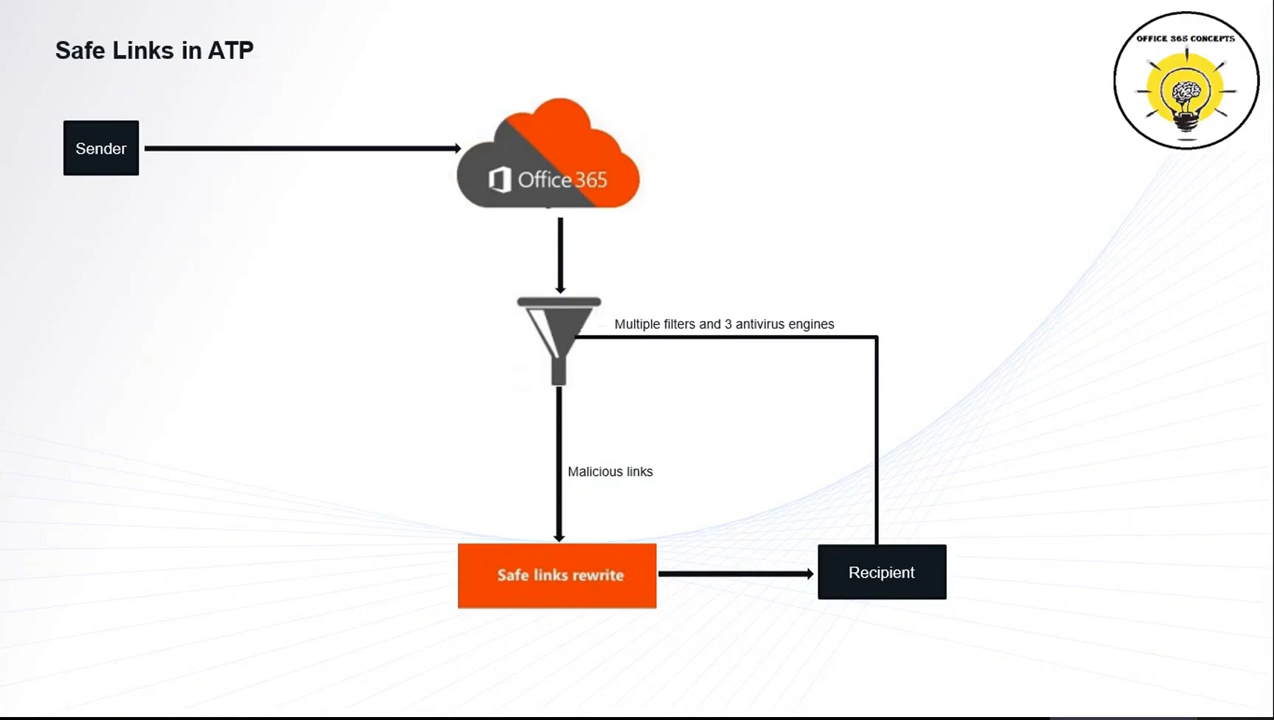 Safe Links in ATP
OFFICE 365 CONCEPTS
Sender
Office 365
Multiple filters and 3 antivirus engines
Malicious links
Safe links rewrite
Recipient